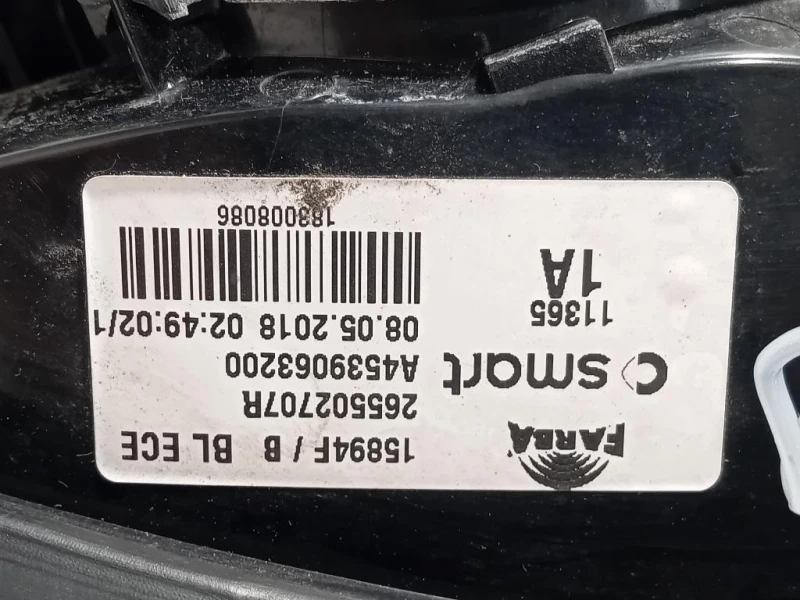 FARBA
15894F / B BL ECE
265502707R
smart
A4539063200
08.05.2018 02:49:02/1
11365
1A
183008086